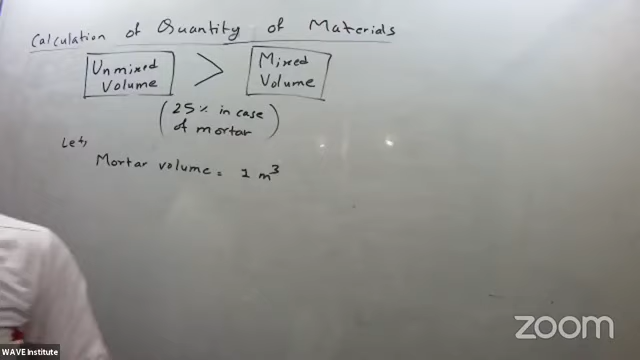 Calculation of Quantity of Materials
Unmixed Volume > Mixed Volume
(25% in case
of mortar)
Let,
Mortar volume = 1 m³
zoom
WAVE Institute